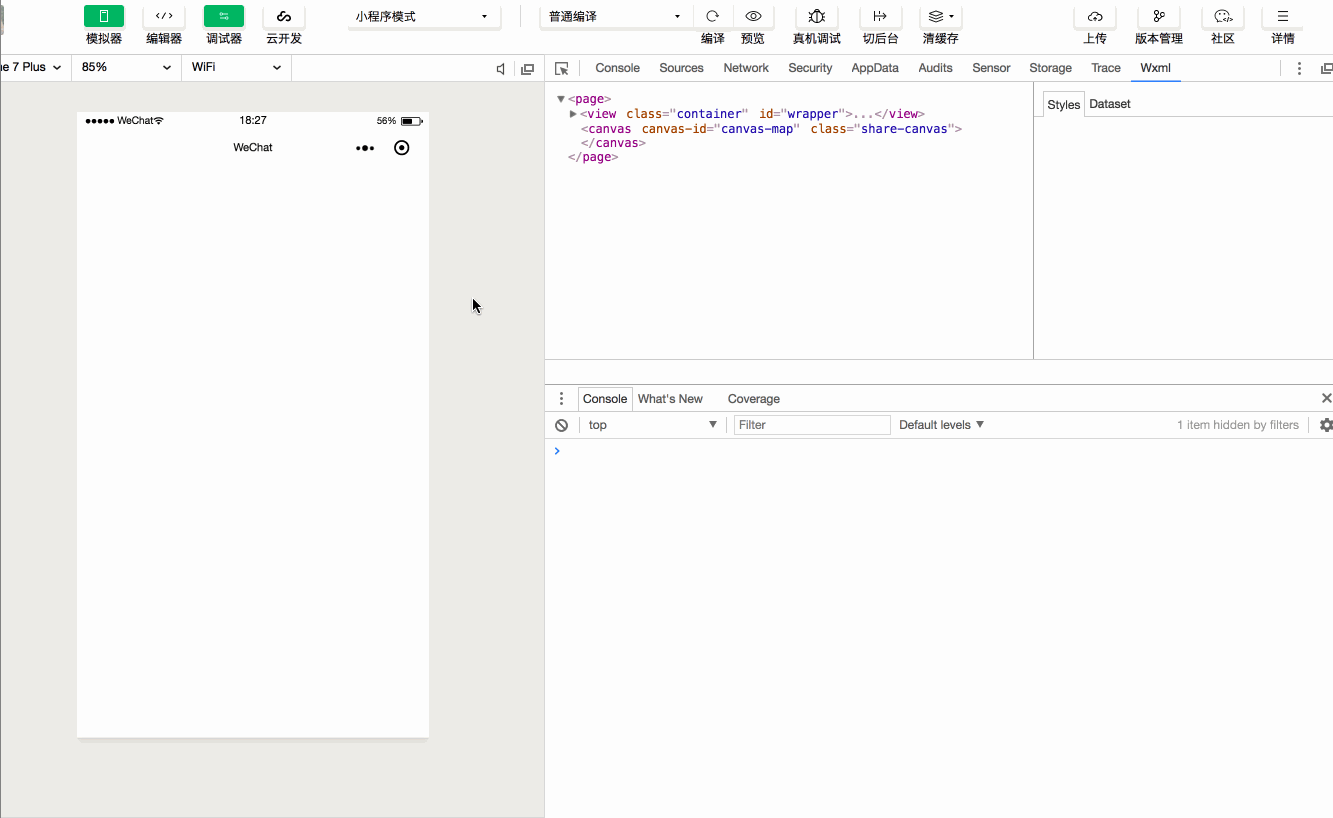 小程序模式 普通编译
模拟器 编辑器 调试器 云开发 编译 预览 真机调试 切后台 清缓存 上传 版本管理 社区 详情
e 7 Plus 85% WiFi Console Sources Network Security AppData Audits Sensor Storage Trace Wxml
<page> Styles Dataset
<view class="container" id="wrapper">...</view>
<canvas canvas-id="canvas-map" class="share-canvas">
</canvas>
</page>
WeChat 18:27 56%
WeChat
Console What's New Coverage
top Filter Default levels 1 item hidden by filters